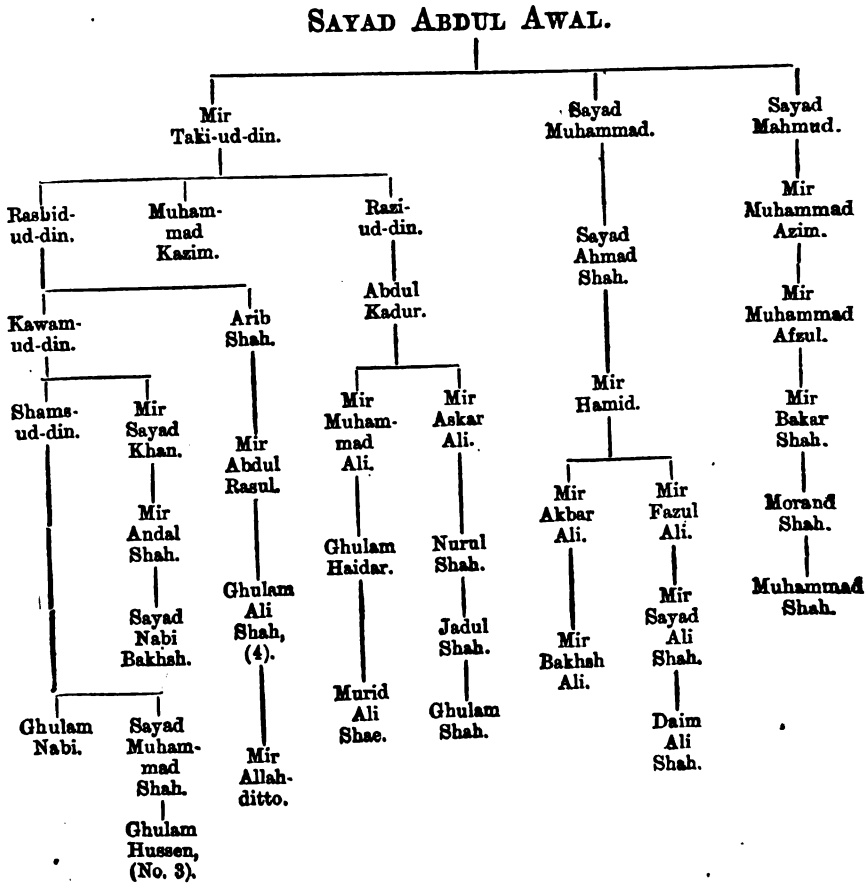 SAYAD ABDUL AWAL.
Mir
Taki-ud-din.
Sayad
Muhammad.
Sayad
Mahmud.
Rasbid-
ud-din.
Muham-
mad
Kazim.
Razi-
ud-din.
Sayad
Ahmad
Shah.
Mir
Muhammad
Azim.
Kawam-
ud-din.
Arib
Shah.
Abdul
Kadur.
Mir
Muhammad
Afzul.
Shams-
ud-din.
Mir
Sayad
Khan.
Mir
Abdul
Rasul.
Mir
Muham-
mad
Ali.
Mir
Askar
Ali.
Mir
Hamid.
Mir
Bakar
Shah.
Mir
Andal
Shah.
Ghulam
Haidar.
Nurul
Shah.
Mir
Akbar
Ali.
Mir
Fazul
Ali.
Morand
Shah.
Sayad
Nabi
Bakhsh.
Ghulam
Ali
Shah,
(4).
Jadul
Shah.
Mir
Bakhsh
Ali.
Mir
Sayad
Ali
Shah.
Muhammad
Shah.
Ghulam
Nabi.
Sayad
Muham-
mad
Shah.
Mir
Allah-
ditto.
Murid
Ali
Shae.
Ghulam
Shah.
Daim
Ali
Shah.
Ghulam
Hussen,
(No. 3).